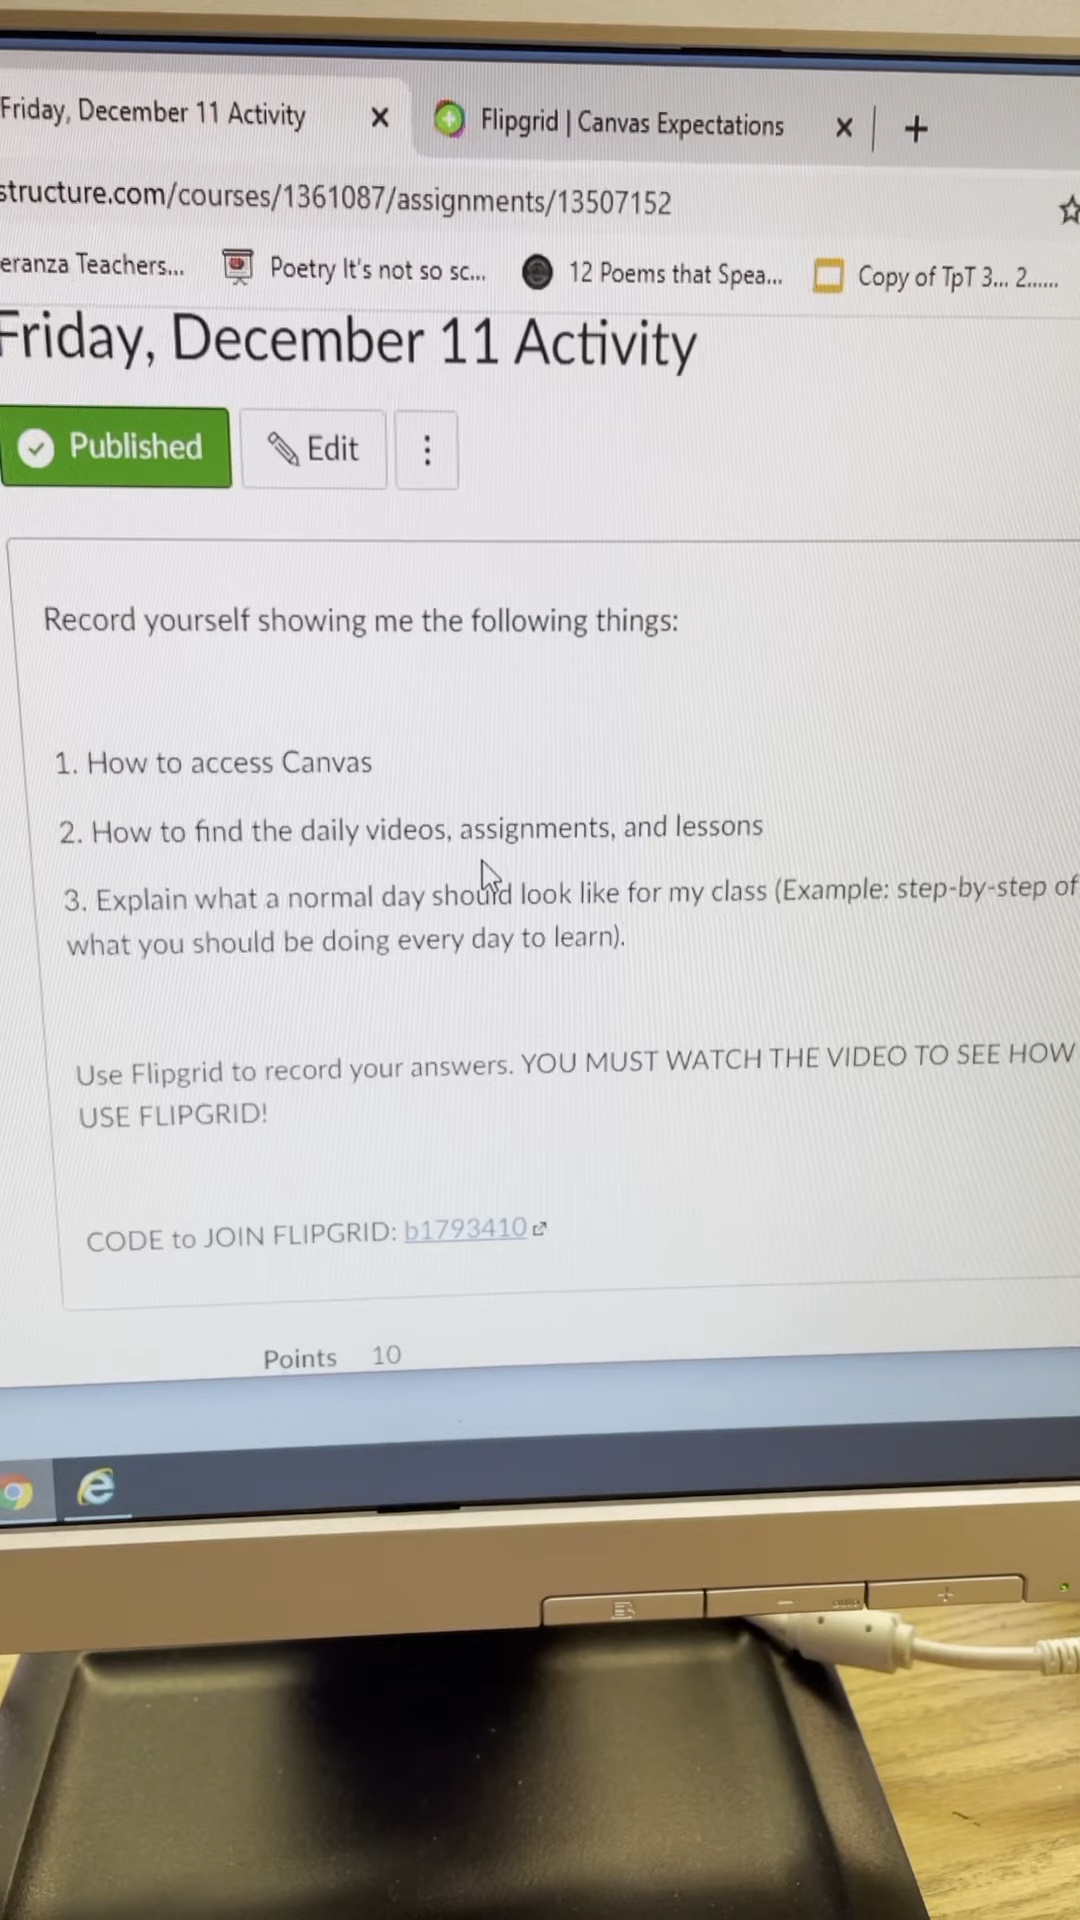 Friday, December 11 Activity
Flipgrid | Canvas Expectations
structure.com/courses/1361087/assignments/13507152
eranza Teachers... Poetry It's not so sc... 12 Poems that Spea... Copy of TpT 3... 2......
Friday, December 11 Activity
Published Edit
Record yourself showing me the following things:
1. How to access Canvas
2. How to find the daily videos, assignments, and lessons
3. Explain what a normal day should look like for my class (Example: step-by-step of
what you should be doing every day to learn).
Use Flipgrid to record your answers. YOU MUST WATCH THE VIDEO TO SEE HOW
USE FLIPGRID!
CODE to JOIN FLIPGRID: b1793410
Points 10